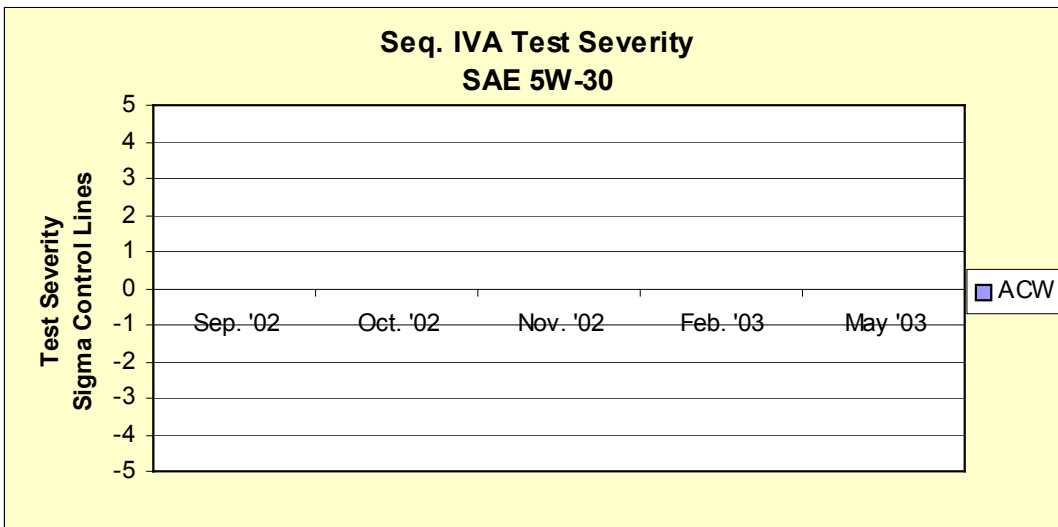 Seq. IVA Test Severity
SAE 5W-30
Test Severity
Sigma Control Lines
5
4
3
2
1
0
-1
-2
-3
-4
-5
Sep. '02 Oct. '02 Nov. '02 Feb. '03 May '03
ACW